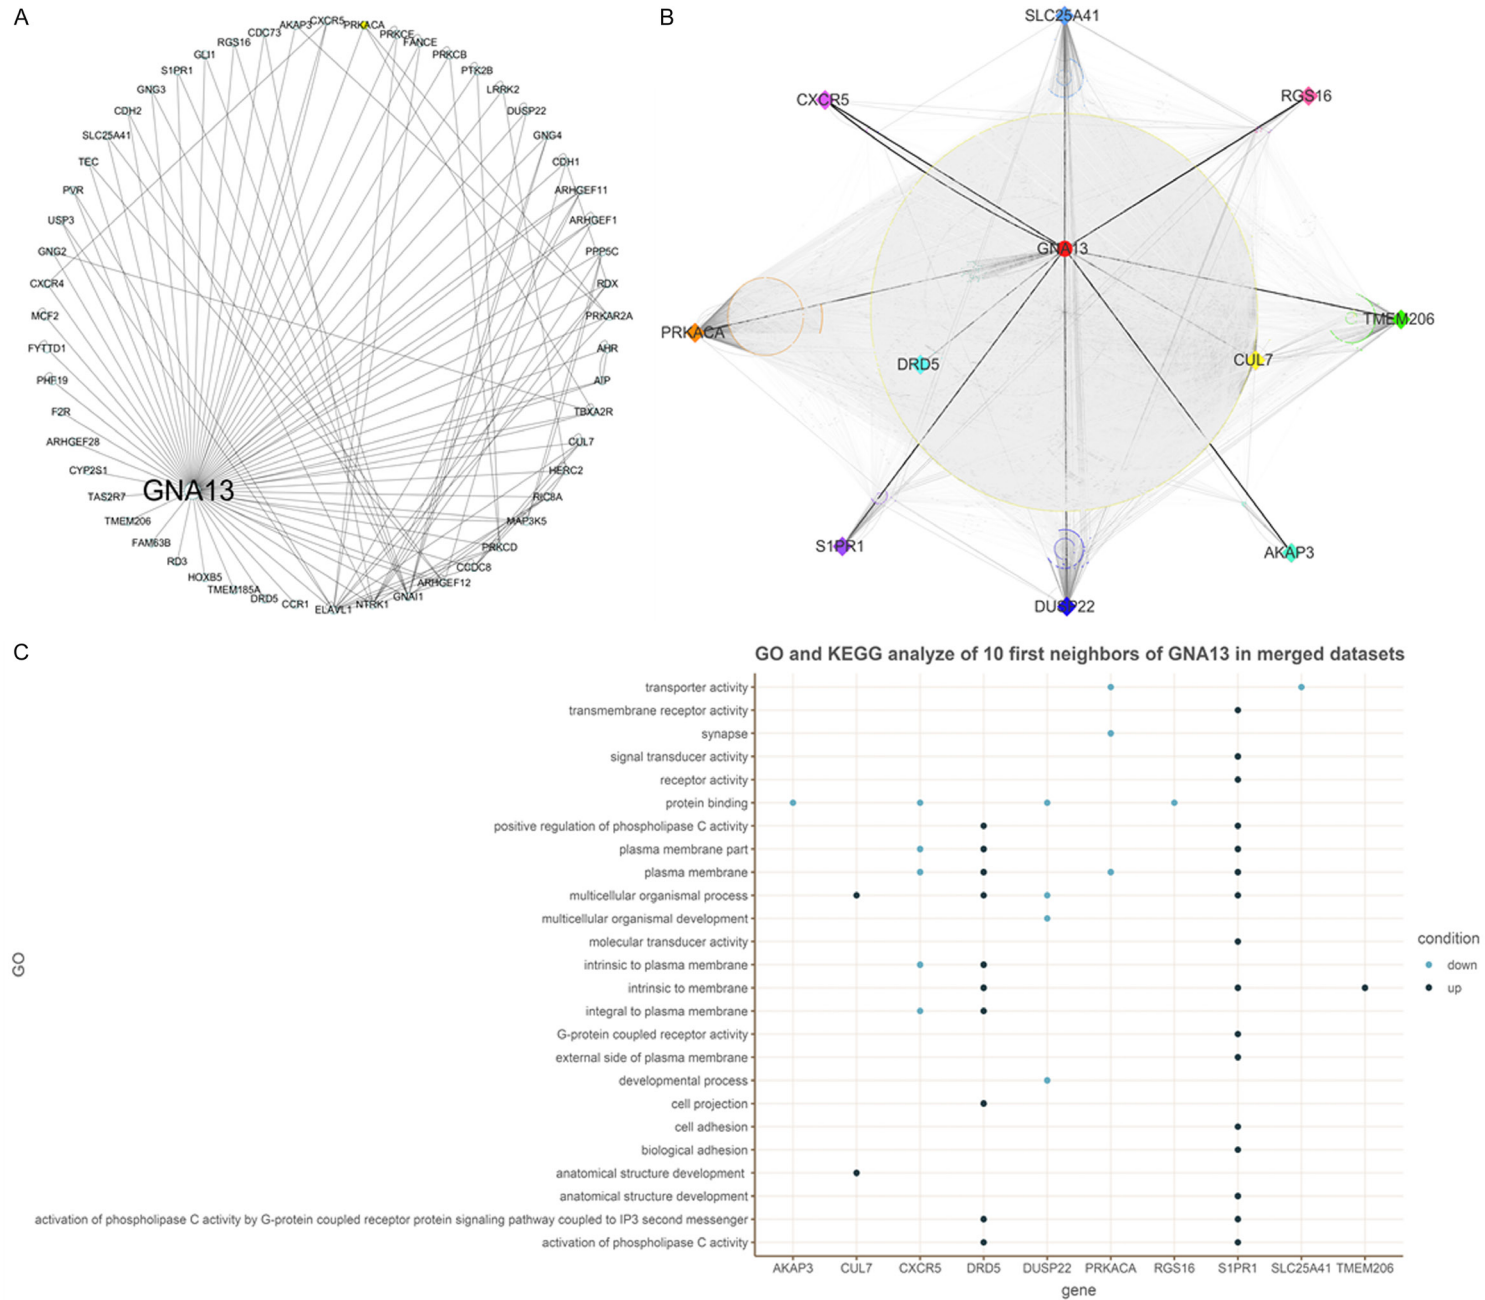 A
CXCR5
AKAP3
PRKACA
CDC73
PRKCE
RGS16
FANCE
GLI1
PRKCB
S1PR1
PTK2B
GNG3
LRRK2
CDH2
DUSP22
SLC25A41
GNG4
TEC
CDH1
PVR
ARHGEF11
USP3
ARHGEF1
GNG2
PPP5C
CXCR4
RDX
MCF2
PRKAR2A
FYTTD1
AHR
PHF19
AIP
F2R
TBXA2R
ARHGEF28
CUL7
CYP2S1
HERC2
TAS2R7
GNA13
RIC8A
TMEM206
MAP3K5
FAM63B
PRKCD
RD3
CCDC8
HOXB5
ARHGEF12
TMEM185A
DRD5
CCR1
ELAVL1
NTRK1
GNAI1
B
SLC25A41
CXCR5
RGS16
GNA13
PRKACA
TMEM206
DRD5
CUL7
S1PR1
AKAP3
DUSP22
C
GO and KEGG analyze of 10 first neighbors of GNA13 in merged datasets
GO
transporter activity
transmembrane receptor activity
synapse
signal transducer activity
receptor activity
protein binding
positive regulation of phospholipase C activity
plasma membrane part
plasma membrane
multicellular organismal process
multicellular organismal development
molecular transducer activity
intrinsic to plasma membrane
intrinsic to membrane
integral to plasma membrane
G-protein coupled receptor activity
external side of plasma membrane
developmental process
cell projection
cell adhesion
biological adhesion
anatomical structure development
anatomical structure development
activation of phospholipase C activity by G-protein coupled receptor protein signaling pathway coupled to IP3 second messenger
activation of phospholipase C activity
condition
down
up
AKAP3 CUL7 CXCR5 DRD5 DUSP22 PRKACA RGS16 S1PR1 SLC25A41 TMEM206
gene